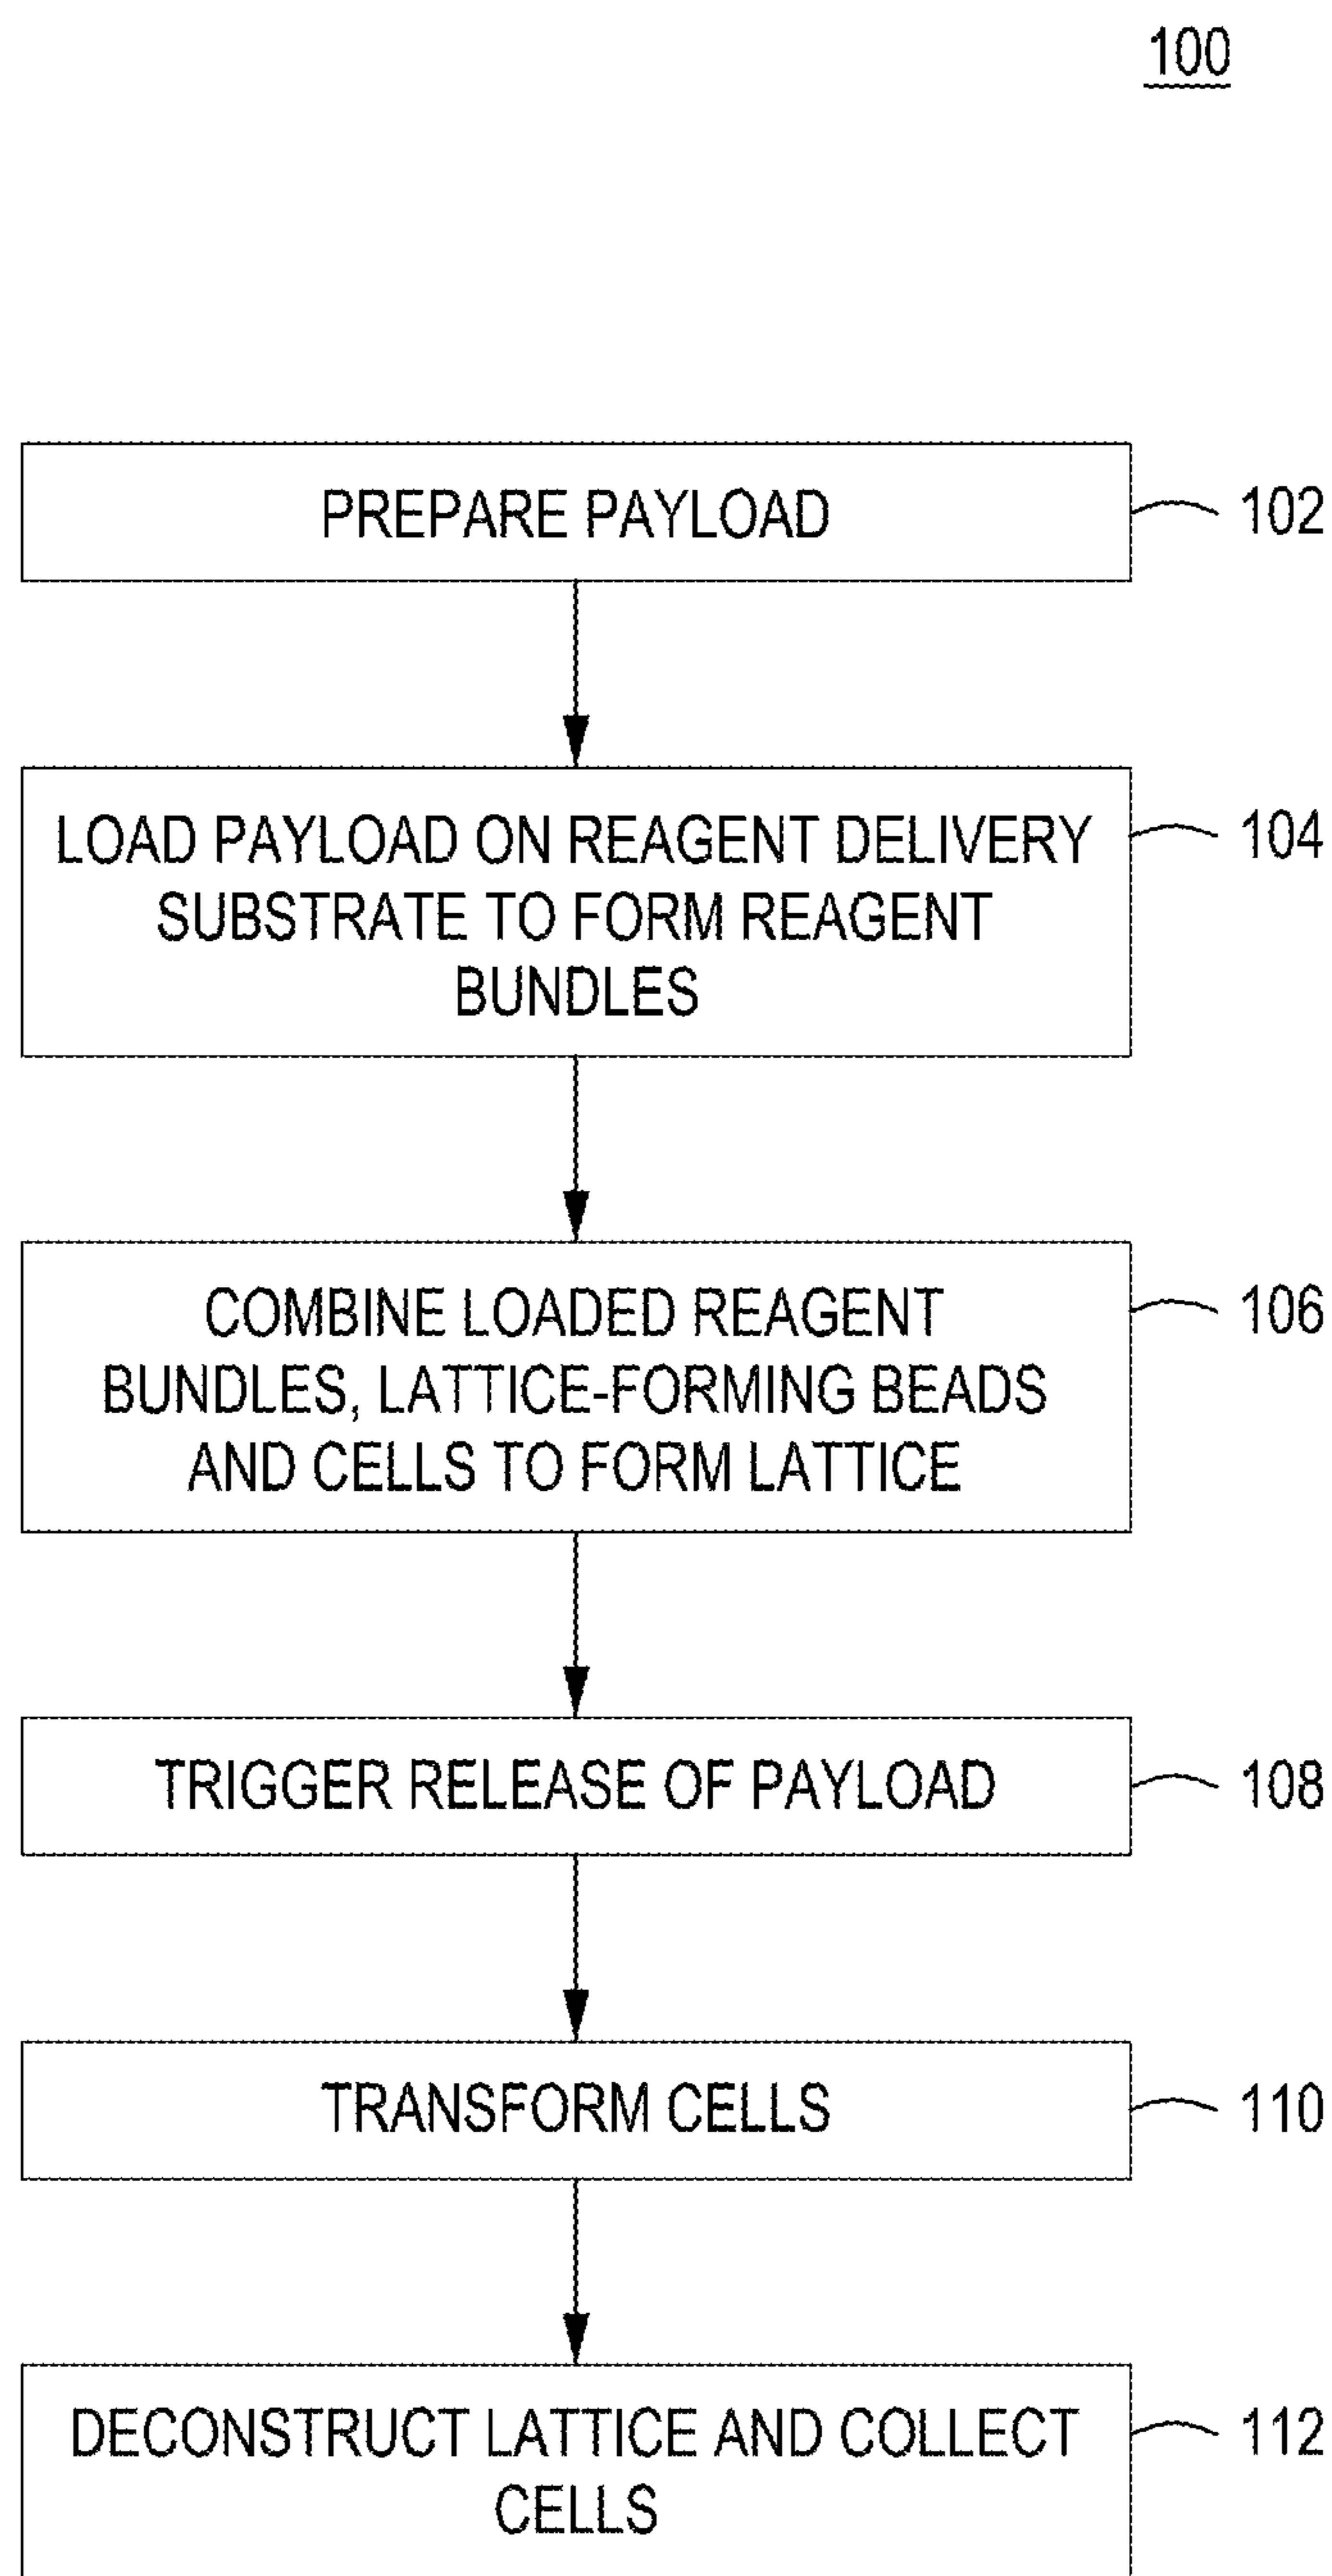 100
PREPARE PAYLOAD
102
LOAD PAYLOAD ON REAGENT DELIVERY
SUBSTRATE TO FORM REAGENT
BUNDLES
104
COMBINE LOADED REAGENT
BUNDLES, LATTICE-FORMING BEADS
AND CELLS TO FORM LATTICE
106
TRIGGER RELEASE OF PAYLOAD
108
TRANSFORM CELLS
110
DECONSTRUCT LATTICE AND COLLECT
CELLS
112